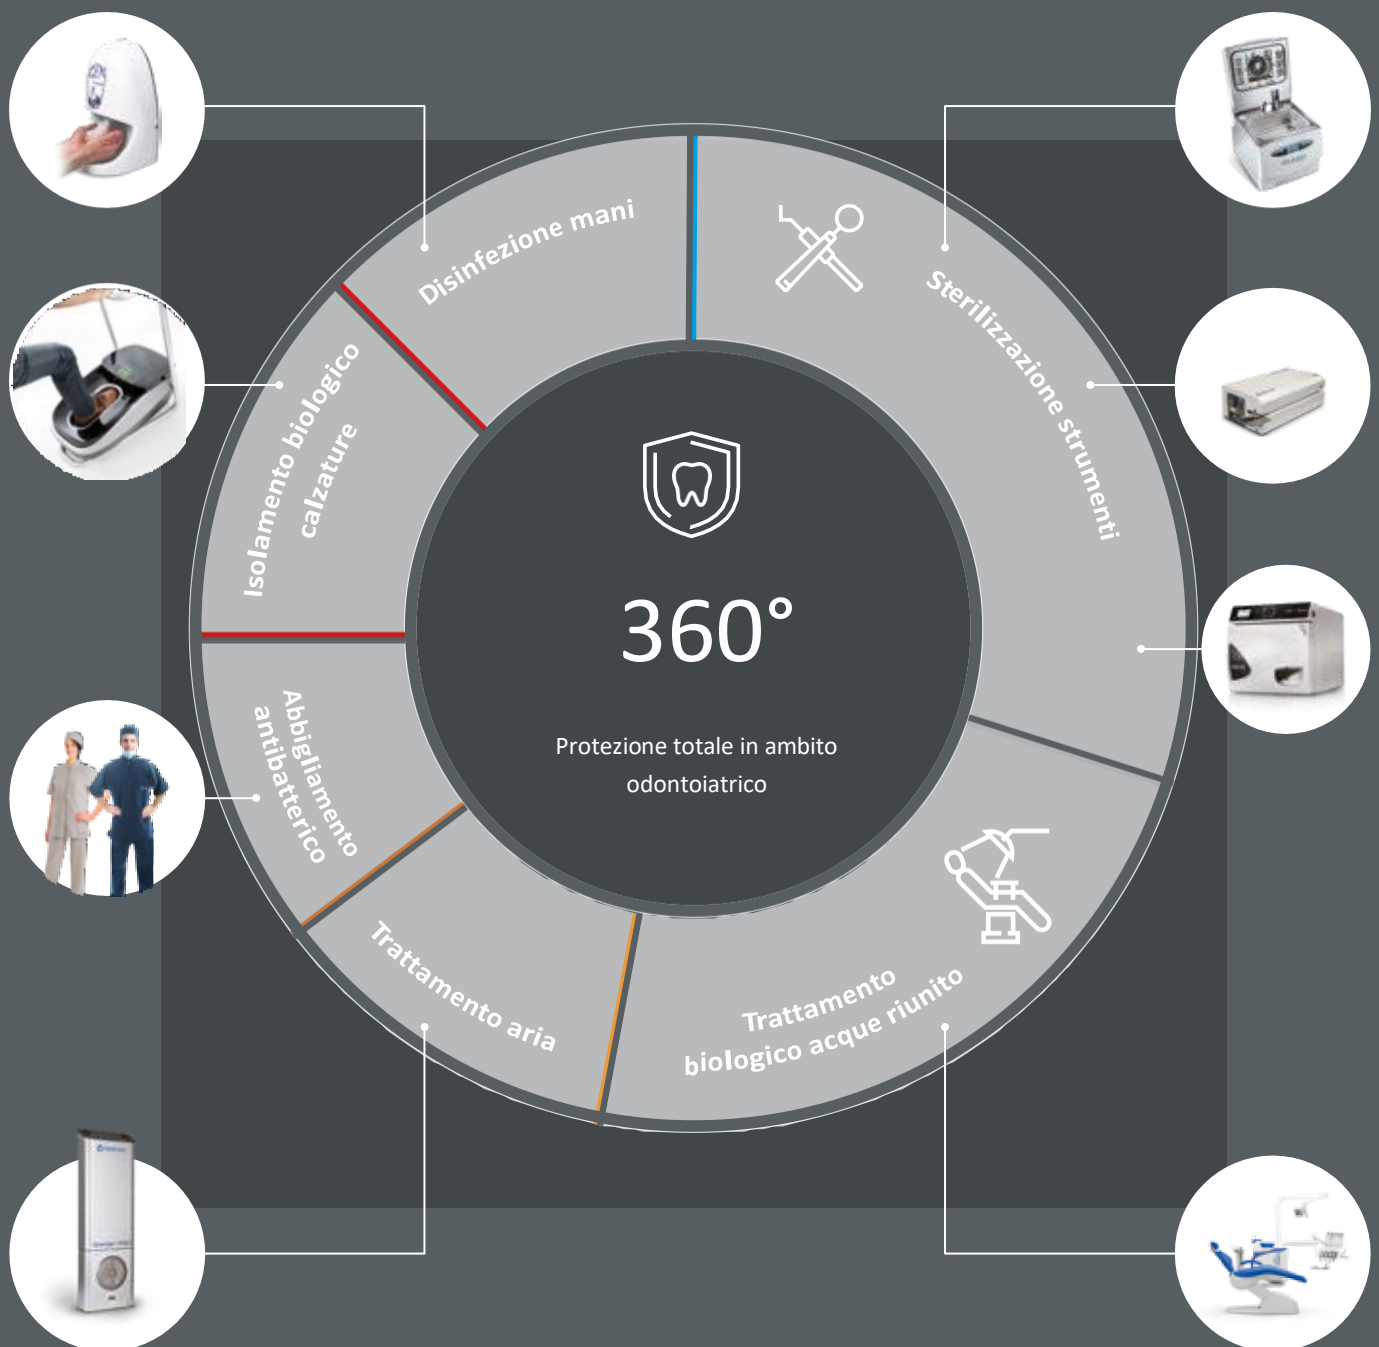 Disinfezione mani
Sterilizzazione strumenti
Isolamento biologico
calzature
360°
Protezione totale in ambito
odontoiatrico
Abbigliamento
antibatterico
Trattamento aria
Trattamento
biologico acque riunito